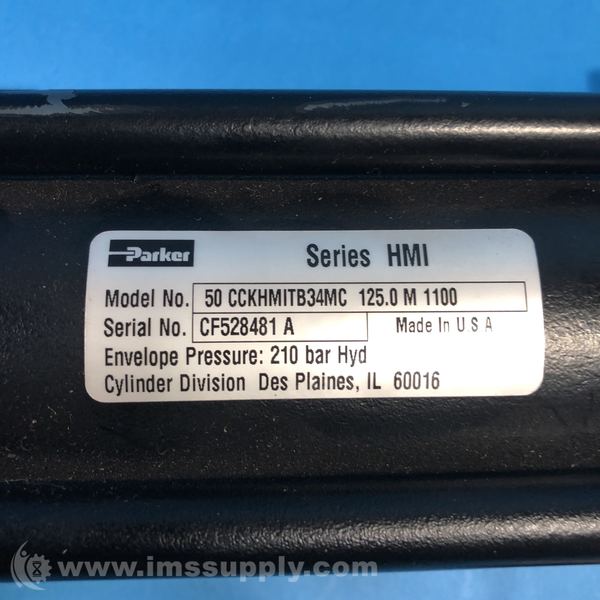 Parker
Series HMI
Model No. 50 CCKHMITB34MC 125.0 M 1100
Serial No. CF528481 A Made In U S A
Envelope Pressure: 210 bar Hyd
Cylinder Division Des Plaines, IL 60016
www.imssupply.com